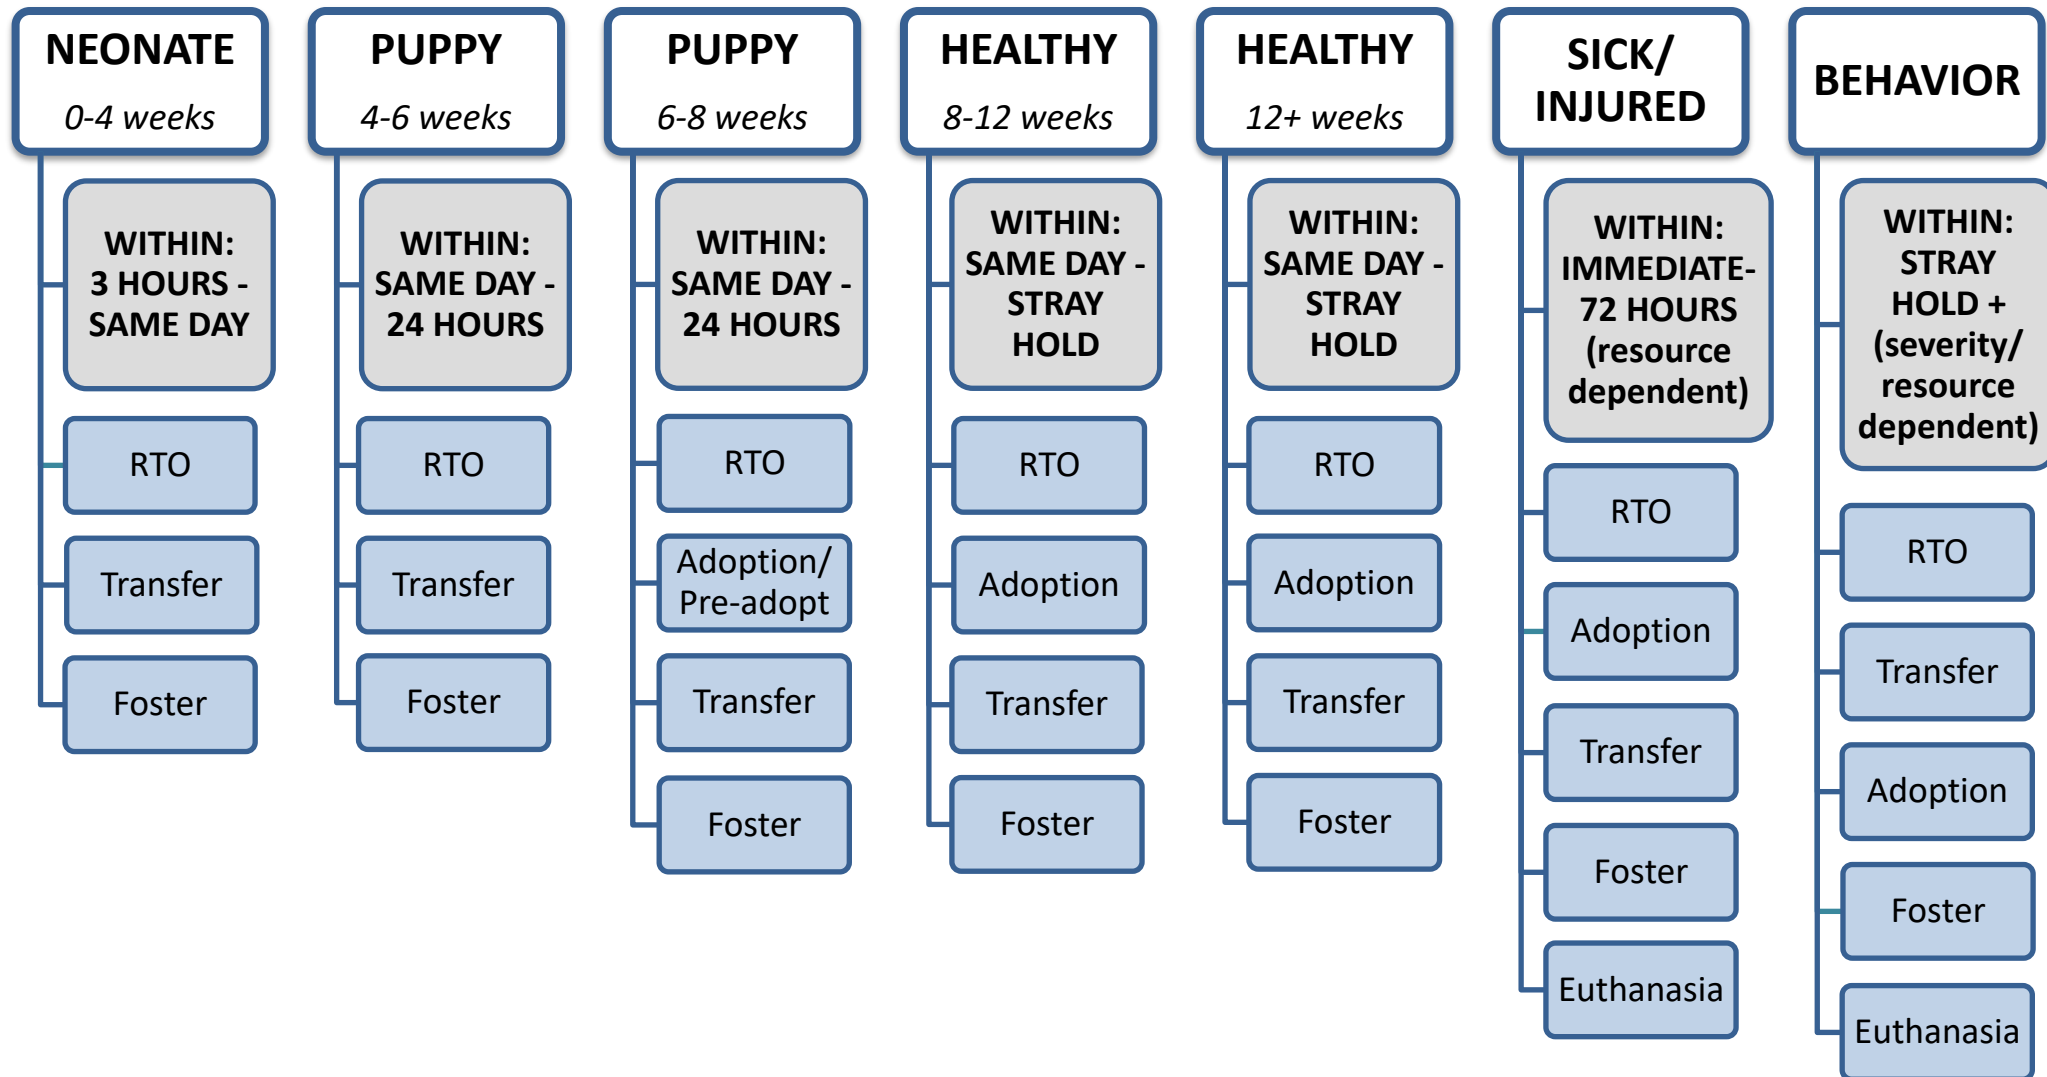 NEONATE
0-4 weeks
WITHIN:
3 HOURS -
SAME DAY
RTO
Transfer
Foster
PUPPY
4-6 weeks
WITHIN:
SAME DAY -
24 HOURS
RTO
Transfer
Foster
PUPPY
6-8 weeks
WITHIN:
SAME DAY -
24 HOURS
RTO
Adoption/
Pre-adopt
Transfer
Foster
HEALTHY
8-12 weeks
WITHIN:
SAME DAY -
STRAY
HOLD
RTO
Adoption
Transfer
Foster
HEALTHY
12+ weeks
WITHIN:
SAME DAY -
STRAY
HOLD
RTO
Adoption
Transfer
Foster
SICK/
INJURED
WITHIN:
IMMEDIATE-
72 HOURS
(resource
dependent)
RTO
Adoption
Transfer
Foster
Euthanasia
BEHAVIOR
WITHIN:
STRAY
HOLD +
(severity/
resource
dependent)
RTO
Transfer
Adoption
Foster
Euthanasia